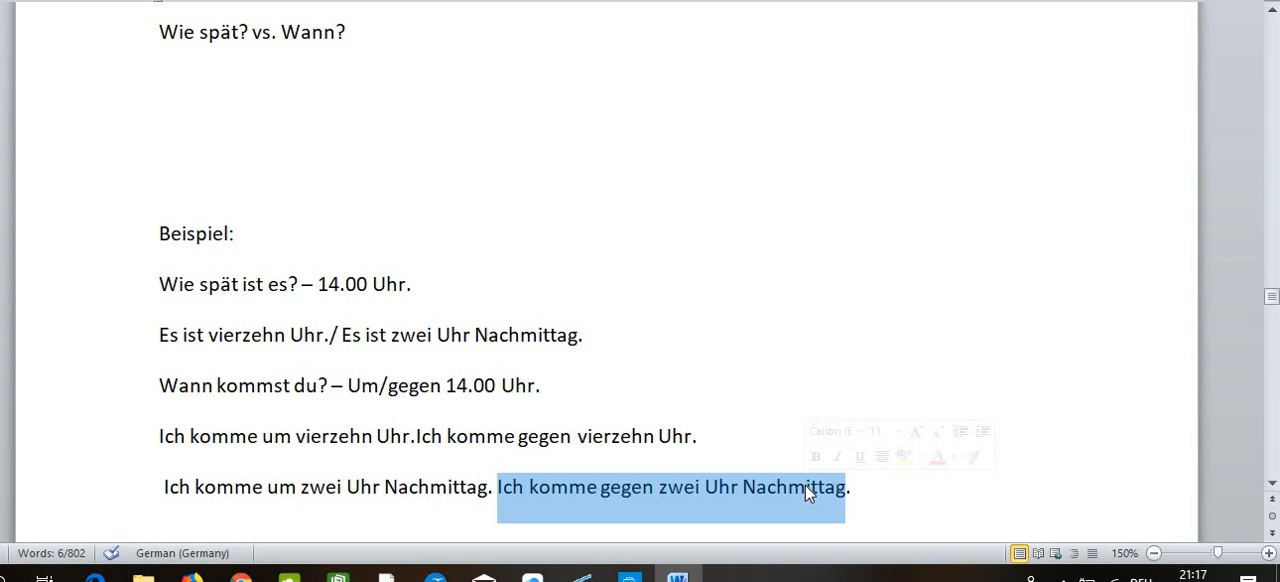 Wie spät? vs. Wann?
Beispiel:
Wie spät ist es? – 14.00 Uhr.
Es ist vierzehn Uhr./ Es ist zwei Uhr Nachmittag.
Wann kommst du? – Um/gegen 14.00 Uhr.
Ich komme um vierzehn Uhr.Ich komme gegen vierzehn Uhr.
Ich komme um zwei Uhr Nachmittag. Ich komme gegen zwei Uhr Nachmittag.
Words: 6/802 German (Germany) 150%
21:17